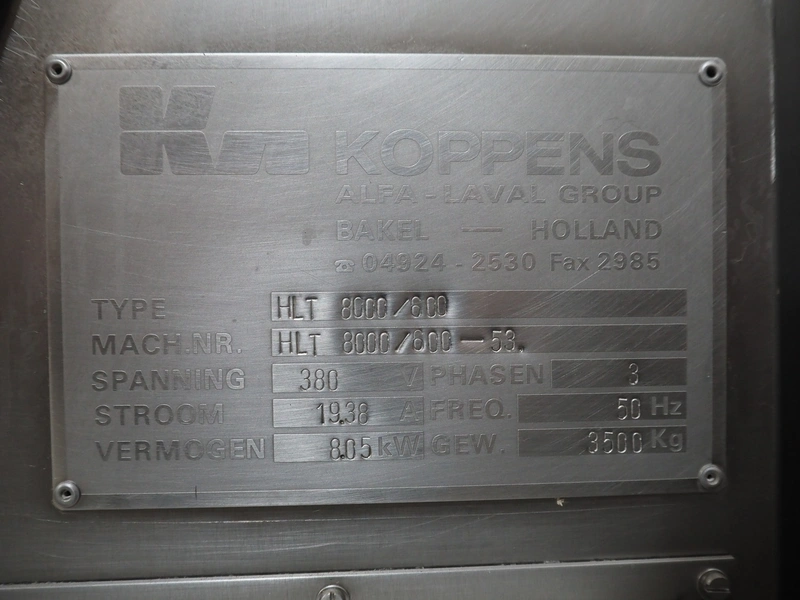 Kn KOPPENS
ALFA-LAVAL GROUP
BAKEL — HOLLAND
☎ 04924 - 2530 Fax 2985
TYPE HLT 8000/600
MACH.NR. HLT 8000/600 — 53.
SPANNING 380 V PHASEN 3
STROOM 19,38 A FREQ. 50 Hz
VERMOGEN 8,05 kW. GEW. 3500 Kg